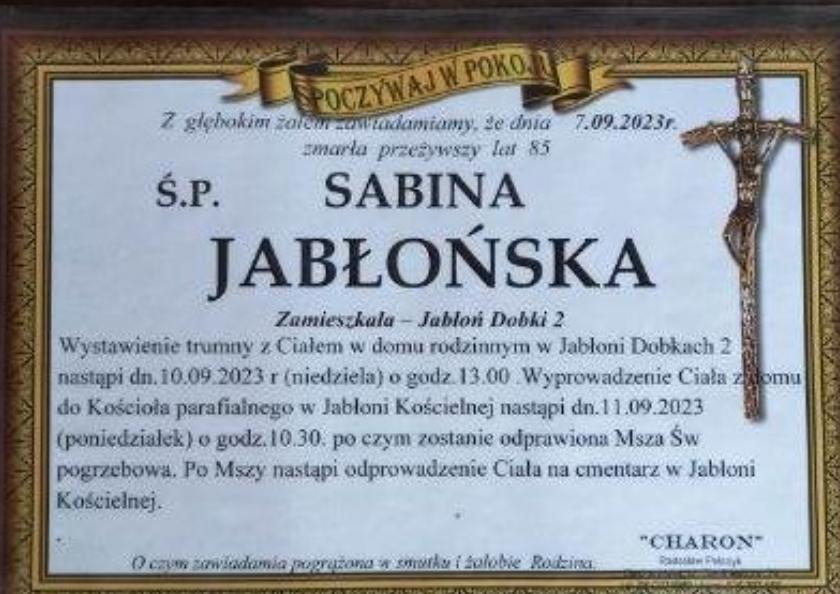 SPOCZYWAJ W POKOJU
Z głębokim żalem zawiadamiamy, że dnia 7.09.2023r.
zmarła przeżywszy lat 85
Ś.P. SABINA
JABŁOŃSKA
Zamieszkała – Jabłoń Dobki 2
Wystawienie trumny z Ciałem w domu rodzinnym w Jabłoni Dobkach 2
nastąpi dn.10.09.2023 r (niedziela) o godz.13.00 .Wyprowadzenie Ciała z domu
do Kościoła parafialnego w Jabłoni Kościelnej nastąpi dn.11.09.2023
(poniedziałek) o godz.10.30. po czym zostanie odprawiona Msza Św
pogrzebowa. Po Mszy nastąpi odprowadzenie Ciała na cmentarz w Jabłoni
Kościelnej.
"CHARON"
Radosław
O czym zawiadamia pogrążona w smutku i żałobie Rodzina.